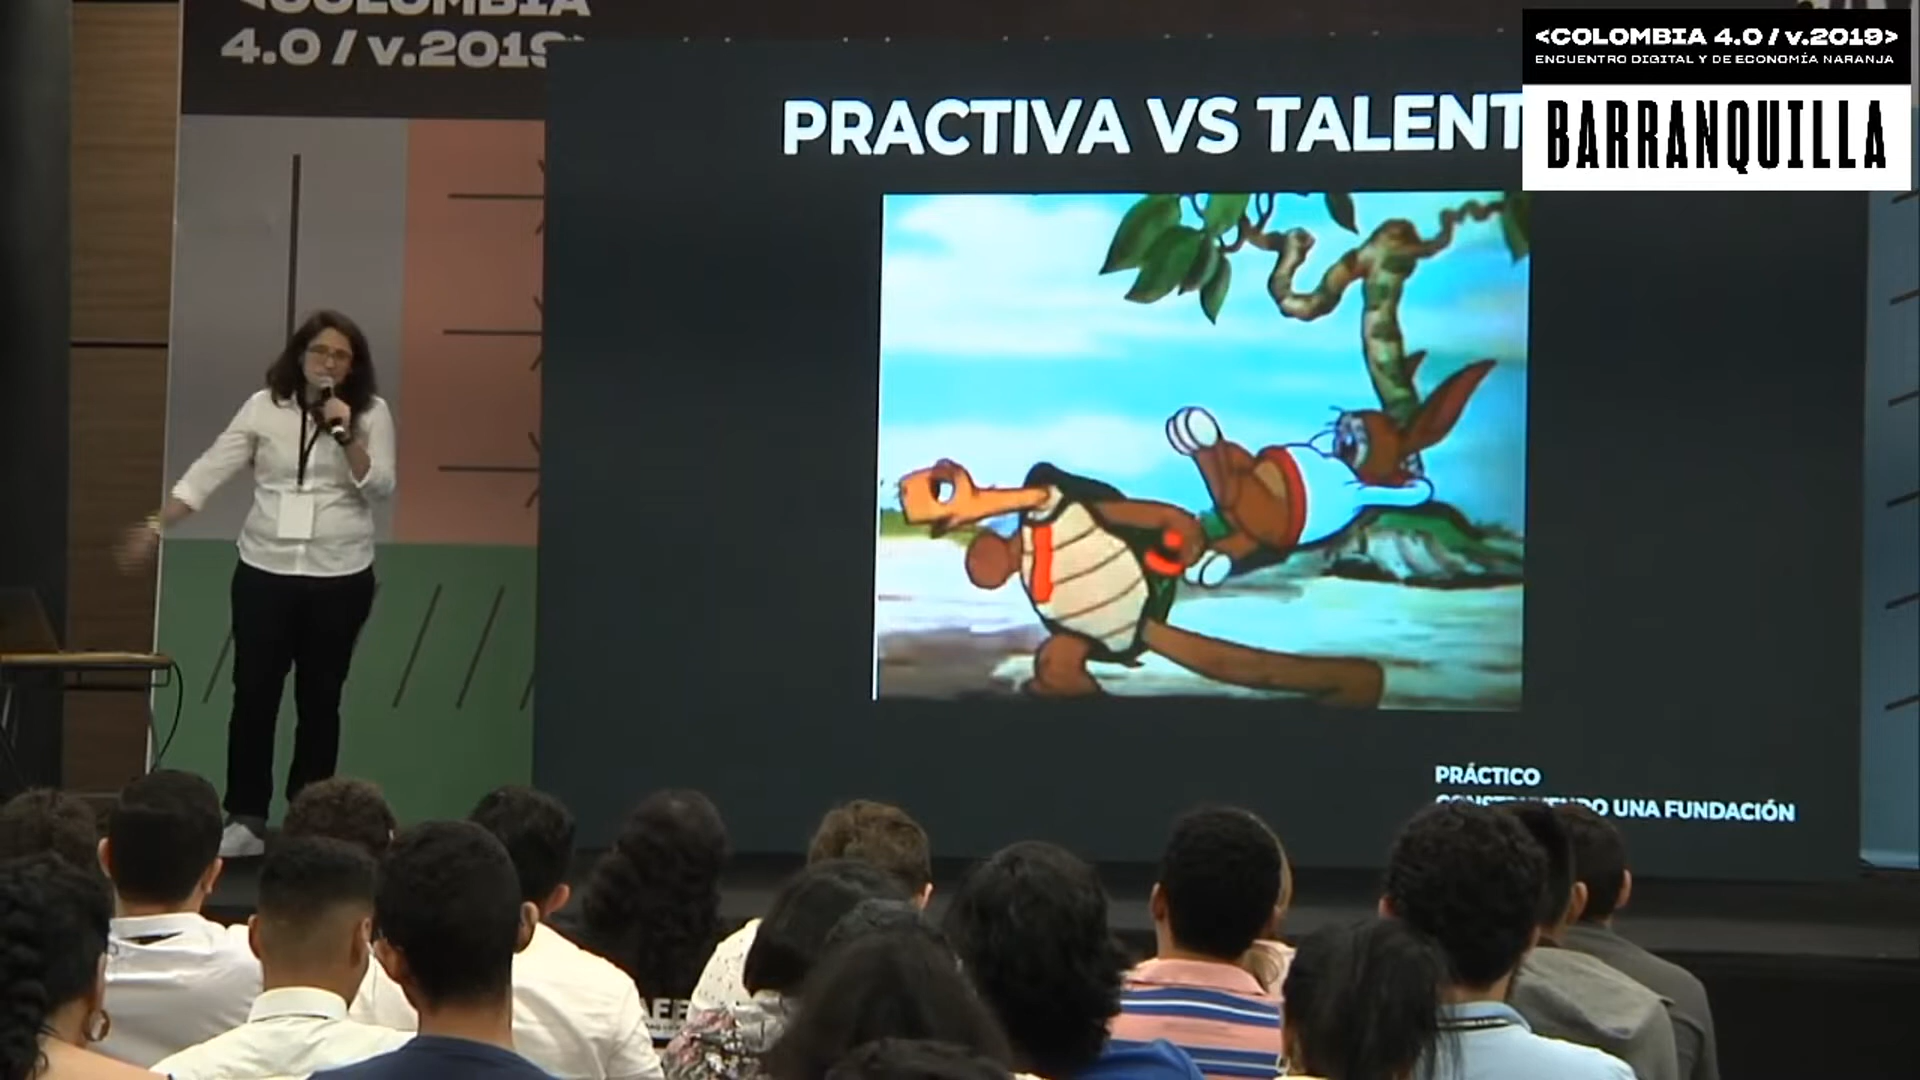 <COLOMBIA
4.0 / v.2019>
PRACTIVA VS TALENT
<COLOMBIA 4.0 / v.2019>
ENCUENTRO DIGITAL Y DE ECONOMÍA NARANJA
BARRANQUILLA
PRÁCTICO
UNA FUNDACIÓN